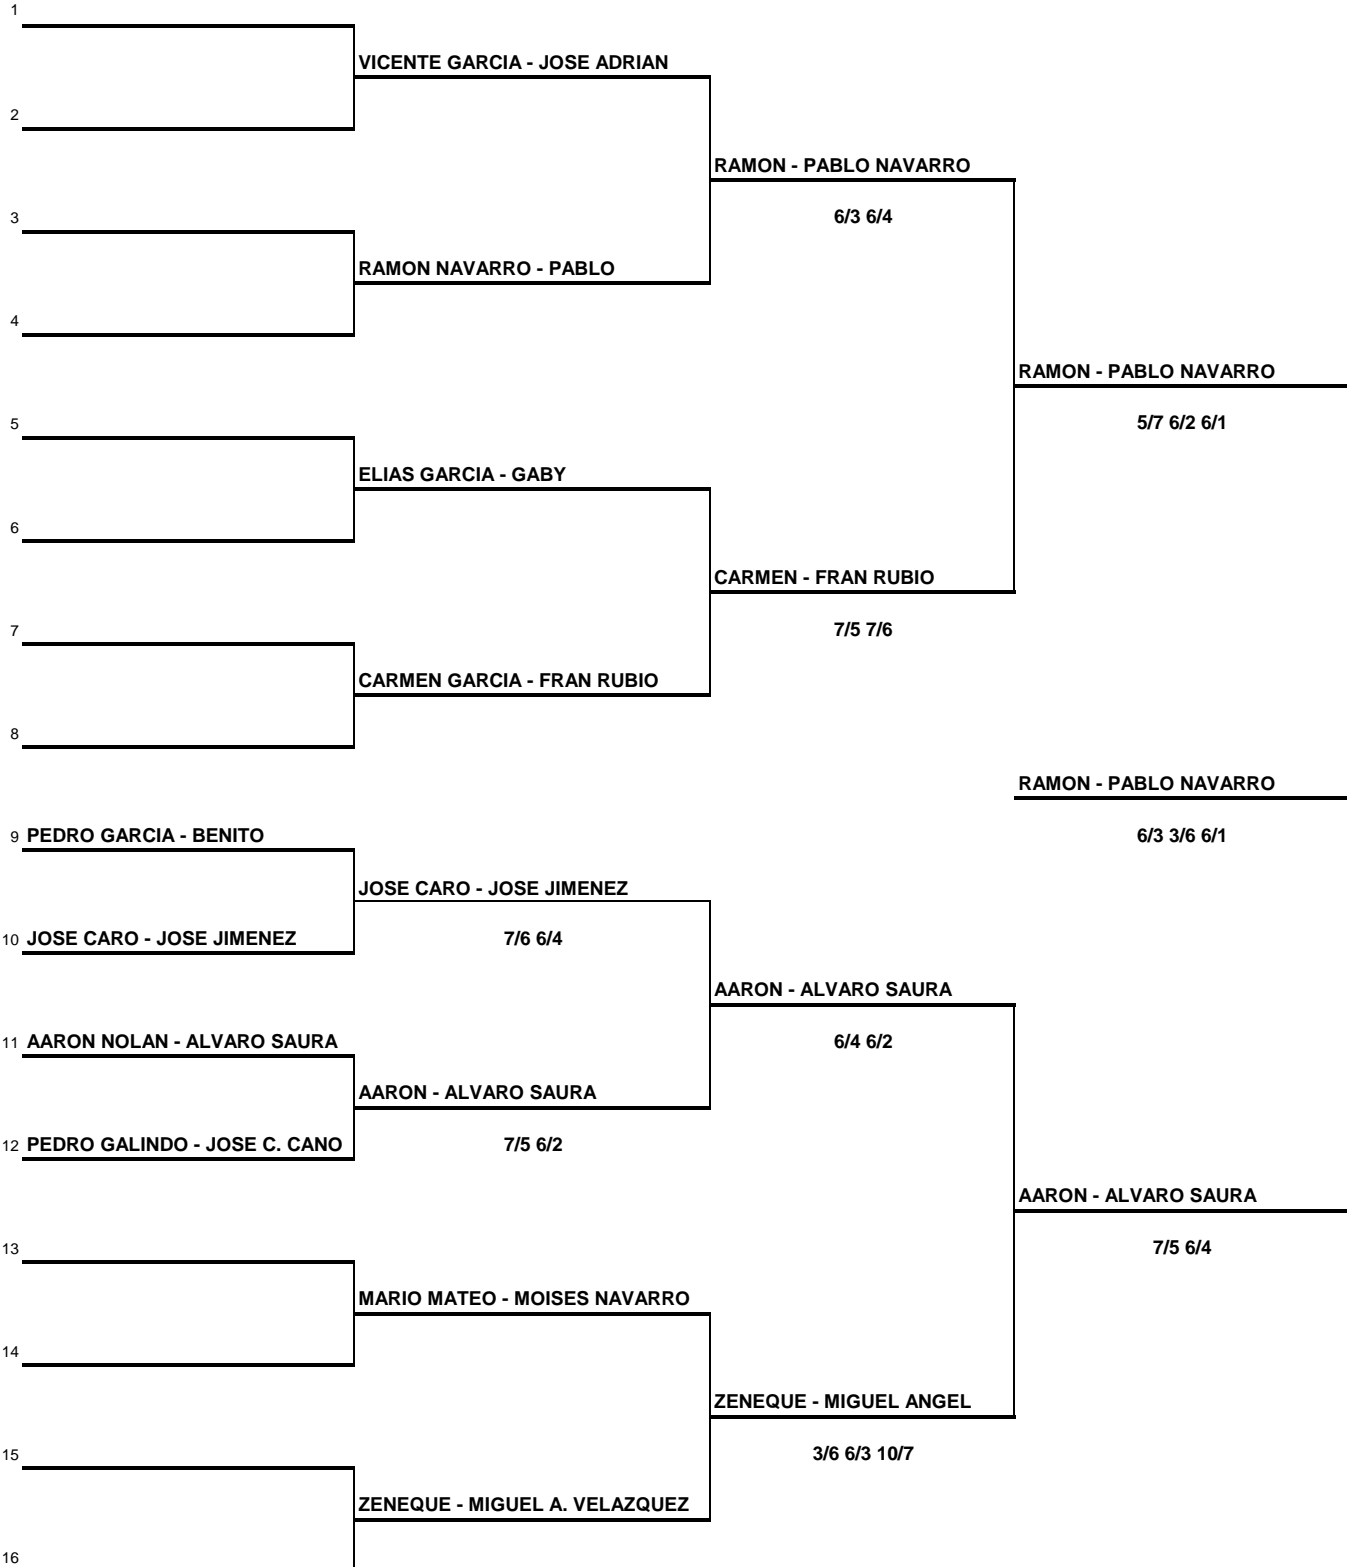 1
VICENTE GARCIA - JOSE ADRIAN
2
RAMON - PABLO NAVARRO
3
6/3 6/4
RAMON NAVARRO - PABLO
4
RAMON - PABLO NAVARRO
5
5/7 6/2 6/1
ELIAS GARCIA - GABY
6
CARMEN - FRAN RUBIO
7
7/5 7/6
CARMEN GARCIA - FRAN RUBIO
8
RAMON - PABLO NAVARRO
9 PEDRO GARCIA - BENITO
6/3 3/6 6/1
JOSE CARO - JOSE JIMENEZ
10 JOSE CARO - JOSE JIMENEZ
7/6 6/4
AARON - ALVARO SAURA
11 AARON NOLAN - ALVARO SAURA
6/4 6/2
AARON - ALVARO SAURA
12 PEDRO GALINDO - JOSE C. CANO
7/5 6/2
AARON - ALVARO SAURA
13
7/5 6/4
MARIO MATEO - MOISES NAVARRO
14
ZENEQUE - MIGUEL ANGEL
15
3/6 6/3 10/7
ZENEQUE - MIGUEL A. VELAZQUEZ
16